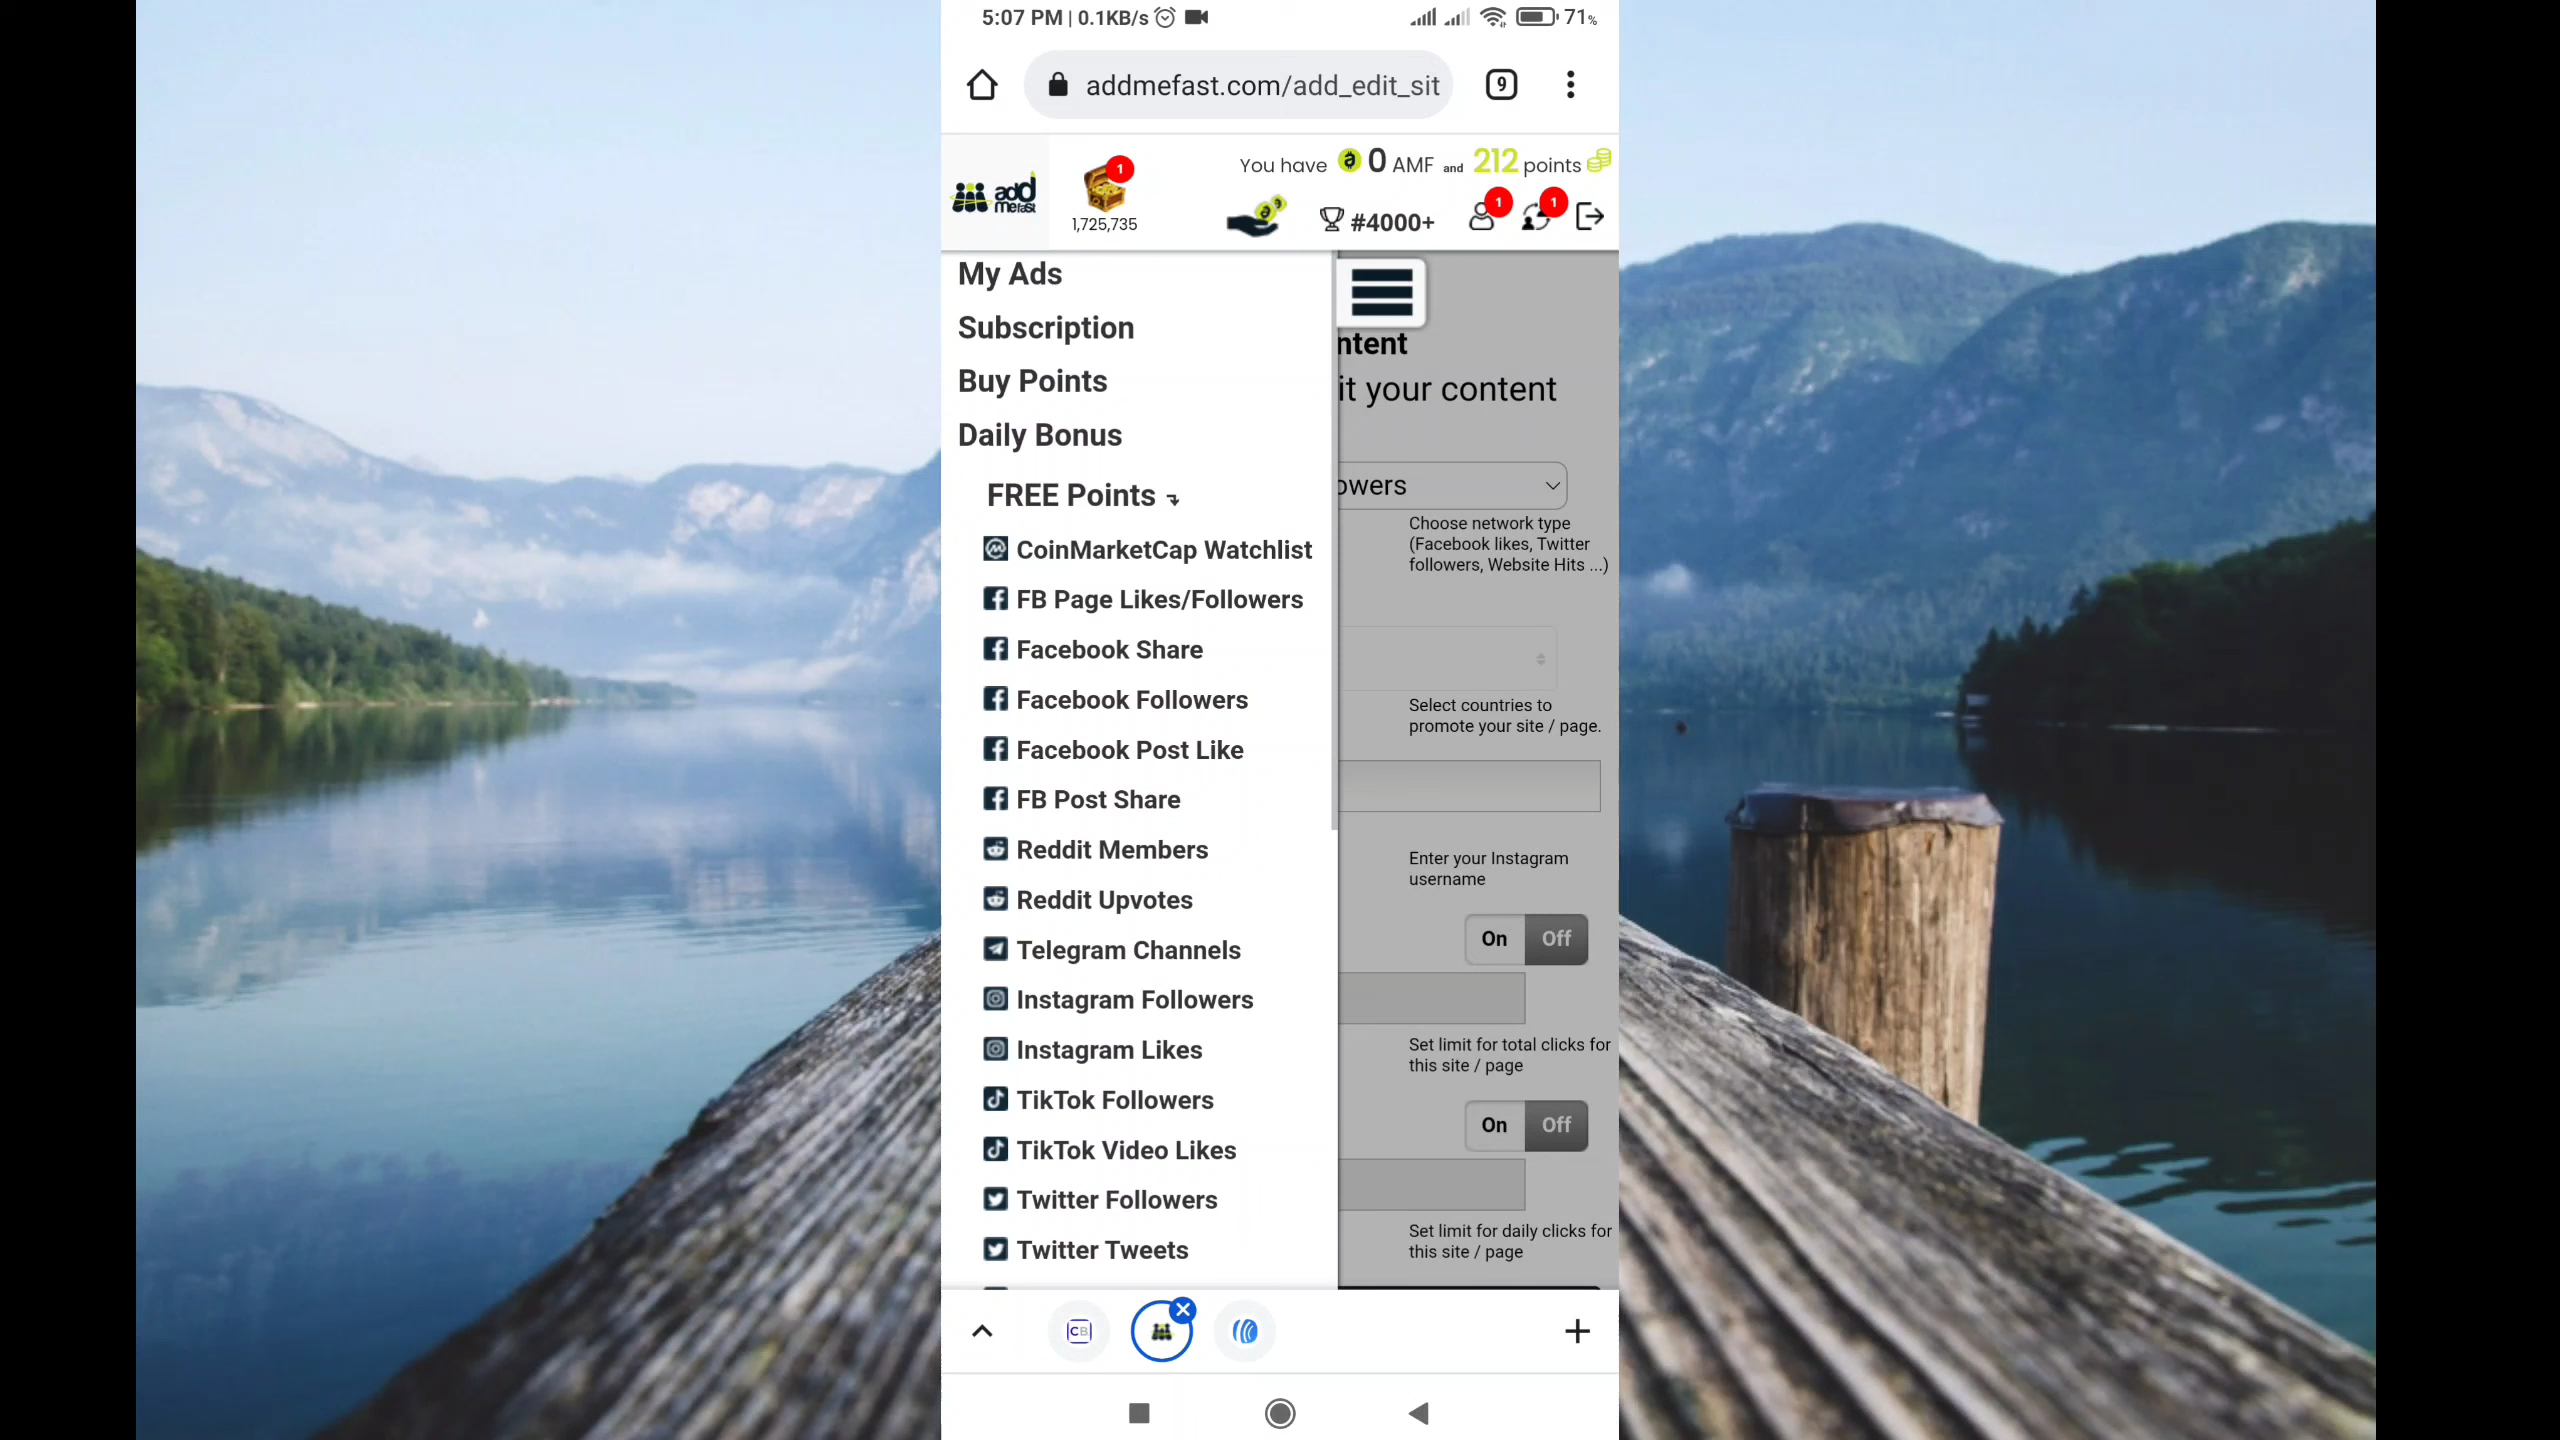 5:07 PM | 0.1KB/s
71%
addmefast.com/add_edit_sit
9
You have 0 AMF and 212 points
add
mefast
1
1,725,735
#4000+
1
1
My Ads
Subscription
Buy Points
Daily Bonus
FREE Points
CoinMarketCap Watchlist
FB Page Likes/Followers
Facebook Share
Facebook Followers
Facebook Post Like
FB Post Share
Reddit Members
Reddit Upvotes
Telegram Channels
Instagram Followers
Instagram Likes
TikTok Followers
TikTok Video Likes
Twitter Followers
Twitter Tweets
ntent
it your content
owers
Choose network type
(Facebook likes, Twitter
followers, Website Hits ...)
Select countries to
promote your site / page.
Enter your Instagram
username
On Off
Set limit for total clicks for
this site / page
On Off
Set limit for daily clicks for
this site / page
CB